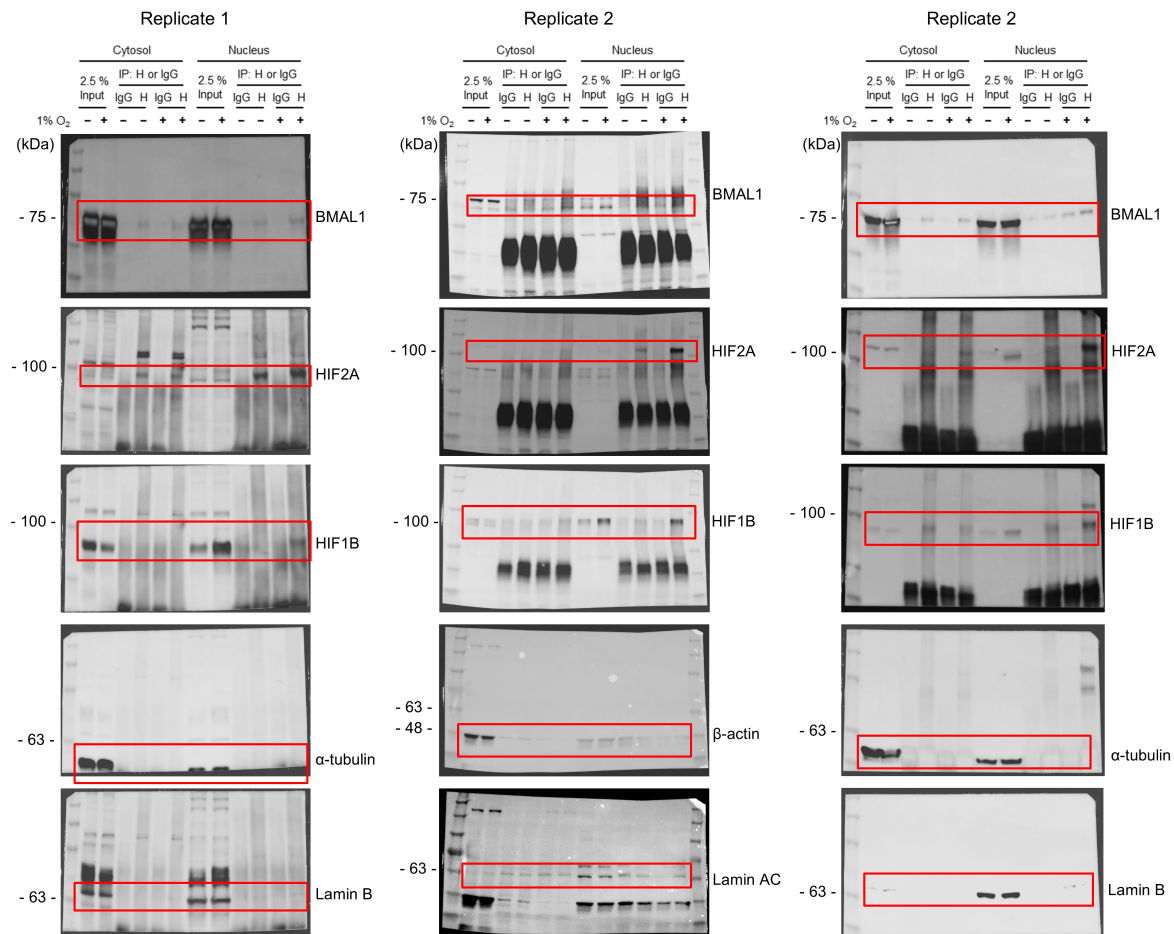 Replicate 1
Cytosol Nucleus
2.5 % Input IP: H or IgG 2.5 % Input IP: H or IgG
IgG H IgG H IgG H IgG H
1% O2 - + - - + + - + - - + +
(kDa)
- 75 BMAL1
- 100 HIF2A
- 100 HIF1B
- 63 α-tubulin
- 63 Lamin B
Replicate 2
Cytosol Nucleus
2.5 % Input IP: H or IgG 2.5 % Input IP: H or IgG
IgG H IgG H IgG H IgG H
1% O2 - + - - + + - + - - + +
(kDa)
- 75 BMAL1
- 100 HIF2A
- 100 HIF1B
- 63
- 48 β-actin
- 63 Lamin AC
Replicate 2
Cytosol Nucleus
2.5 % Input IP: H or IgG 2.5 % Input IP: H or IgG
IgG H IgG H IgG H IgG H
1% O2 - + - - + + - + - - + +
(kDa)
- 75 BMAL1
- 100 HIF2A
- 100 HIF1B
- 63 α-tubulin
- 63 Lamin B